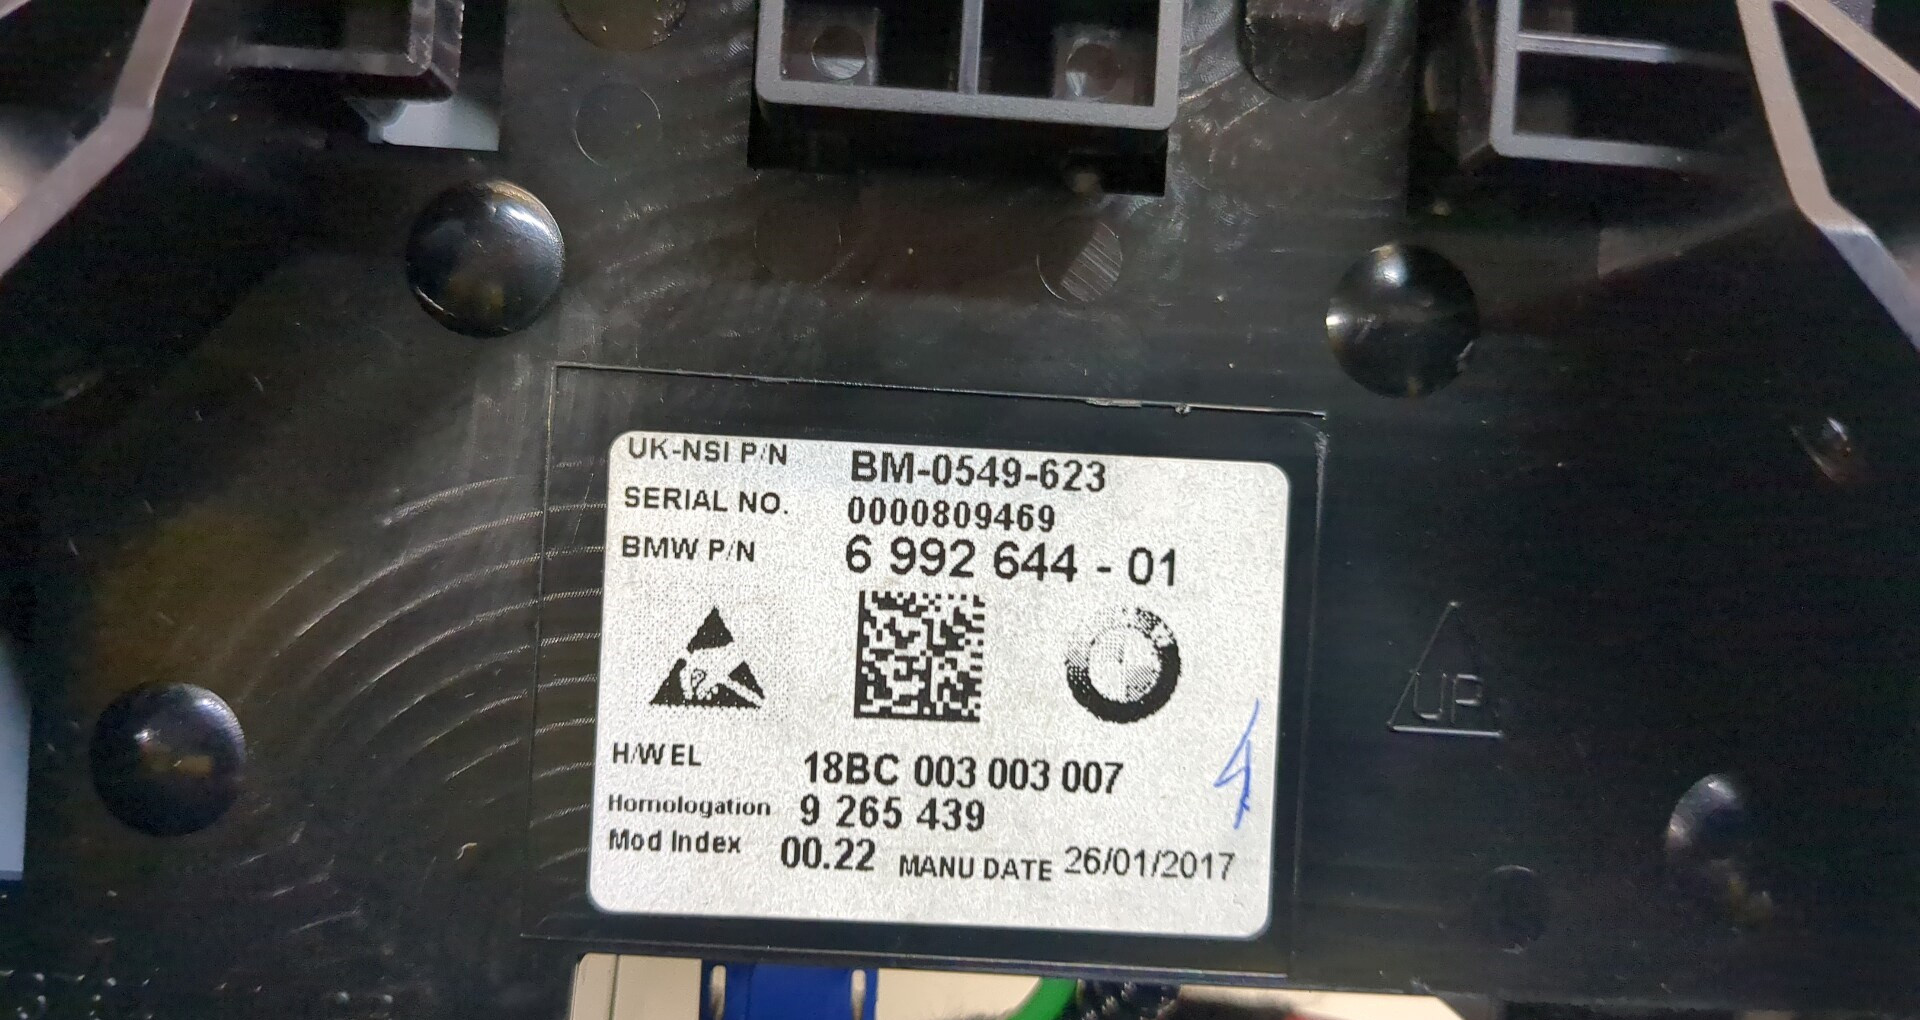 UK-NSI P/N BM-0549-623
SERIAL NO. 0000809469
BMW P/N 6 992 644 - 01
H/W EL 18BC 003 003 007
Homologation 9 265 439
Mod Index 00.22 MANU DATE 26/01/2017
UP